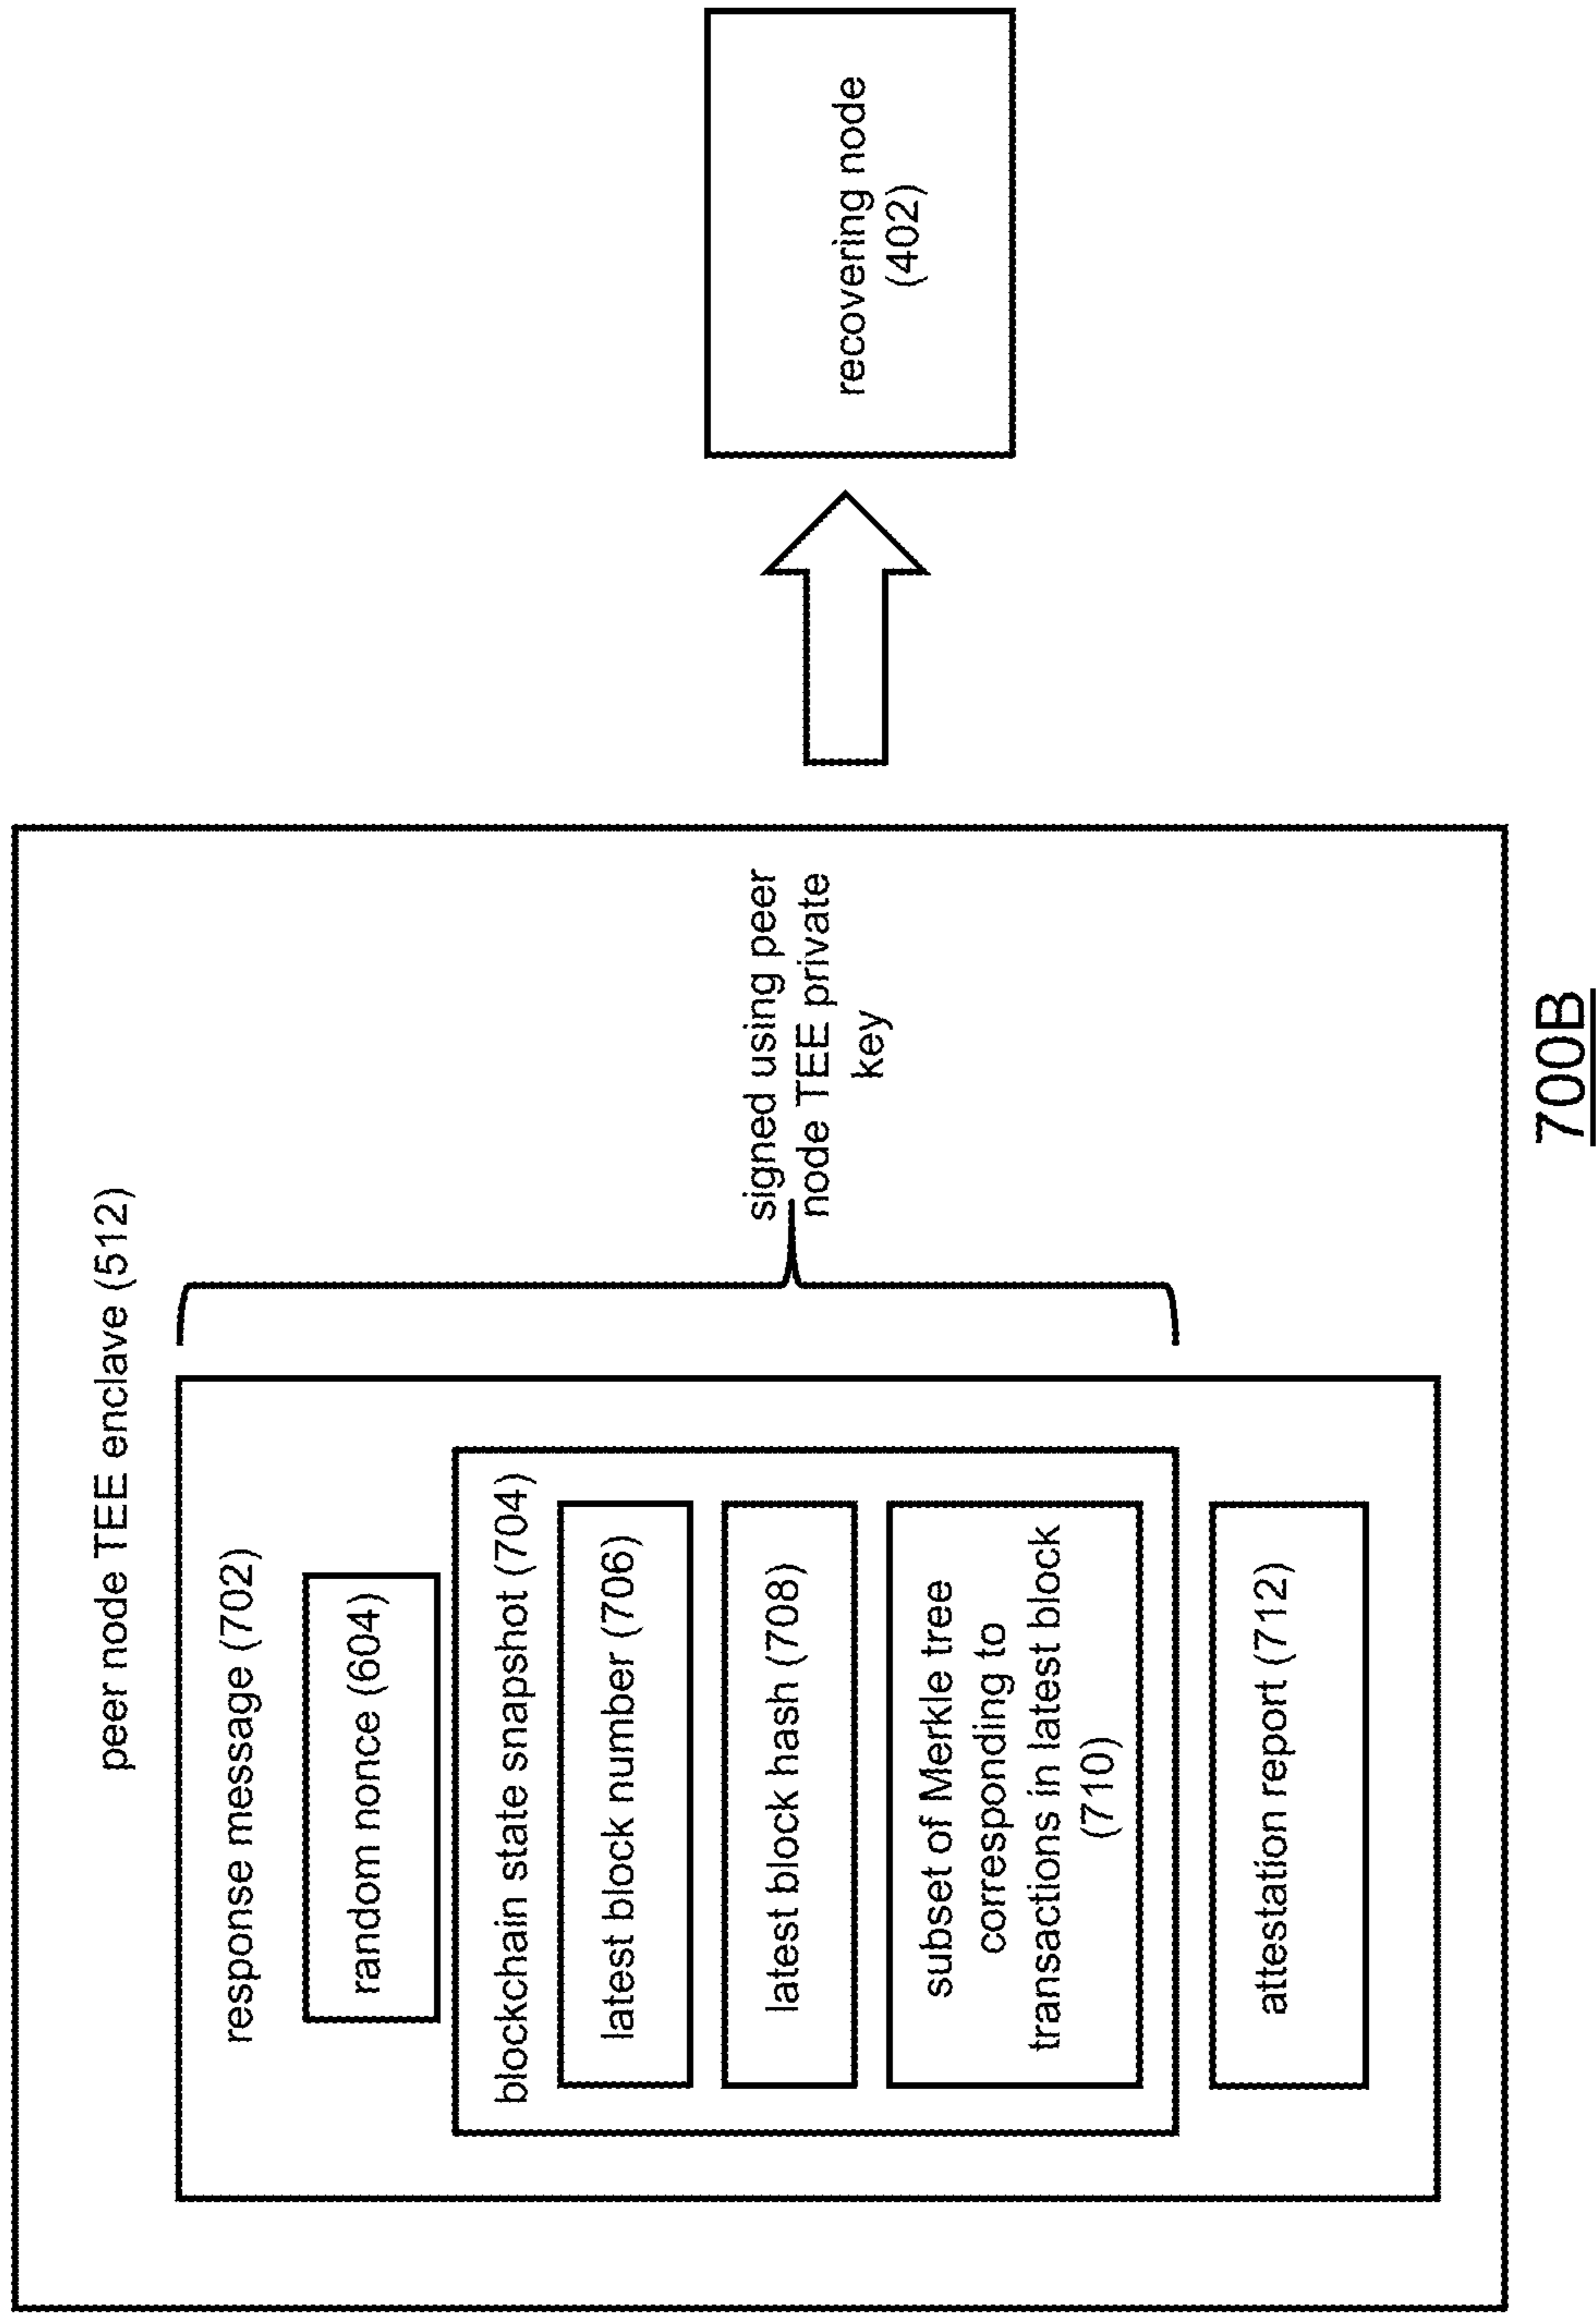 peer node TEE enclave (512)
response message (702)
random nonce (604)
blockchain state snapshot (704)
latest block number (706)
latest block hash (708)
subset of Merkle tree
corresponding to
transactions in latest block
(710)
attestation report (712)
signed using peer
node TEE private
key
recovering node
(402)
700B